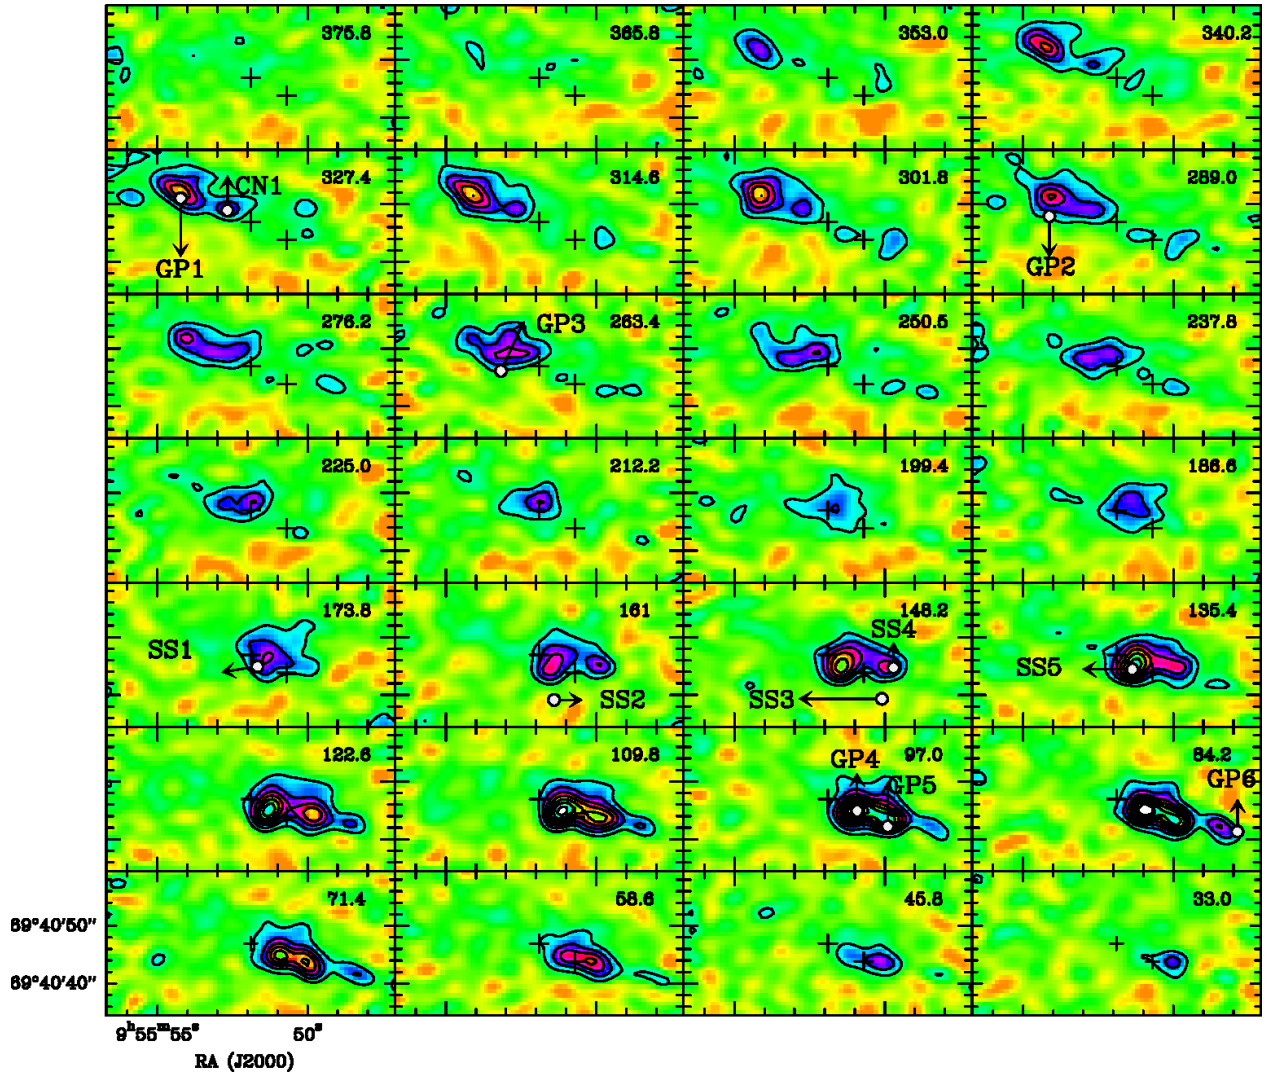 375.8 365.8 353.0 340.2
327.4 314.6 301.8 289.0
CN1
GP1 GP2
276.2 263.4 250.5 237.8
GP3
225.0 212.2 199.4 186.6
173.8 161 148.2 135.4
SS1 SS4 SS5
SS2 SS3
122.6 109.8 97.0 84.2
GP4 GP5 GP6
71.4 58.6 45.8 33.0
69°40'50"
69°40'40"
9h55m55s 50s
RA (J2000)